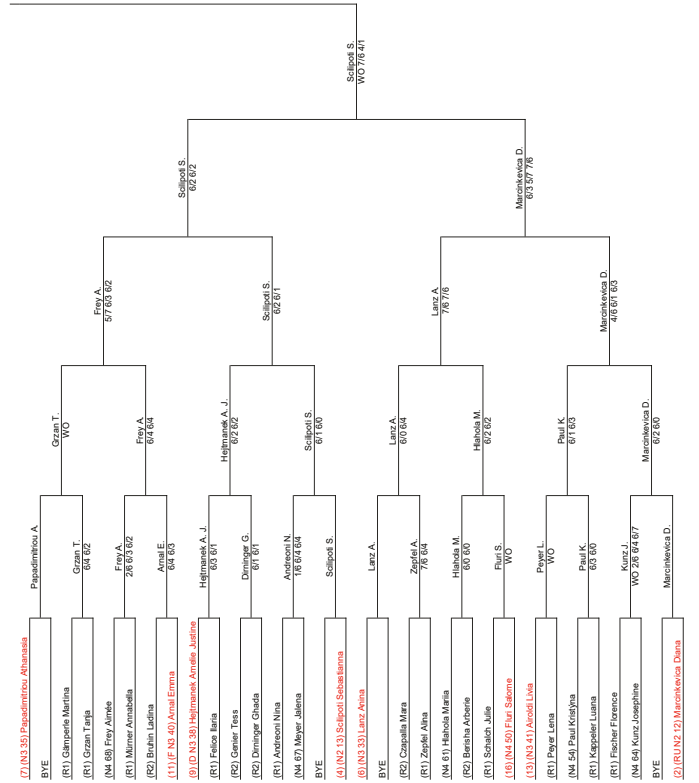 Scilipoti S.
WO 7/6 4/1
Scilipoti S.
6/2 6/2
Marcinkevica D.
6/3 5/7 7/6
Frey A.
5/7 6/3 6/2
Scilipoti S.
6/2 6/1
Lanz A.
7/6 7/6
Marcinkevica D.
4/6 6/1 6/3
Grzan T.
WO
Frey A.
6/4 6/4
Hejtmanek A. J.
6/2 6/2
Scilipoti S.
6/1 6/0
Lanz A.
6/0 6/4
Hlahola M.
6/2 6/2
Paul K.
6/1 6/3
Marcinkevica D.
6/2 6/0
Papadimitriou A.
Grzan T.
6/4 6/2
Frey A.
2/6 6/3 6/2
Amal E.
6/4 6/3
Hejtmanek A. J.
6/3 6/1
Dirninger G.
6/1 6/1
Andreoni N.
1/6 6/4 6/4
Scilipoti S.
Lanz A.
Zepfel A.
7/6 6/4
Hlahola M.
6/0 6/0
Fluri S.
WO
Peyer L.
WO
Paul K.
6/3 6/0
Kunz J.
WO 2/6 6/4 6/7
Marcinkevica D.
(7) (N3 35) Papadimitriou Athanasia
BYE
(R1) Gämperle Martina
(R1) Grzan Tanja
(N4 68) Frey Aimée
(R1) Mürner Annabella
(R2) Bruhin Ladina
(11) (F N3 40) Amal Emma
(9) (D N3 38) Hejtmanek Amelie Justine
(R1) Felice Ilaria
(R2) Genier Tess
(R2) Dirninger Ghada
(R1) Andreoni Nina
(N4 67) Meyer Jalena
BYE
(4) (N2 13) Scilipoti Sebastianna
(6) (N3 33) Lanz Anina
BYE
(R2) Czapalla Mara
(R1) Zepfel Alina
(N4 61) Hlahola Mariia
(R2) Berisha Arberie
(R1) Schalch Julie
(16) (N4 50) Fluri Salome
(13) (N3 41) Airoldi Livia
(R1) Peyer Lena
(N4 54) Paul Kristýna
(R1) Kappeler Luana
(R1) Fischer Florence
(N4 64) Kunz Josephine
BYE
(2) (RU N2 12) Marcinkevica Diana